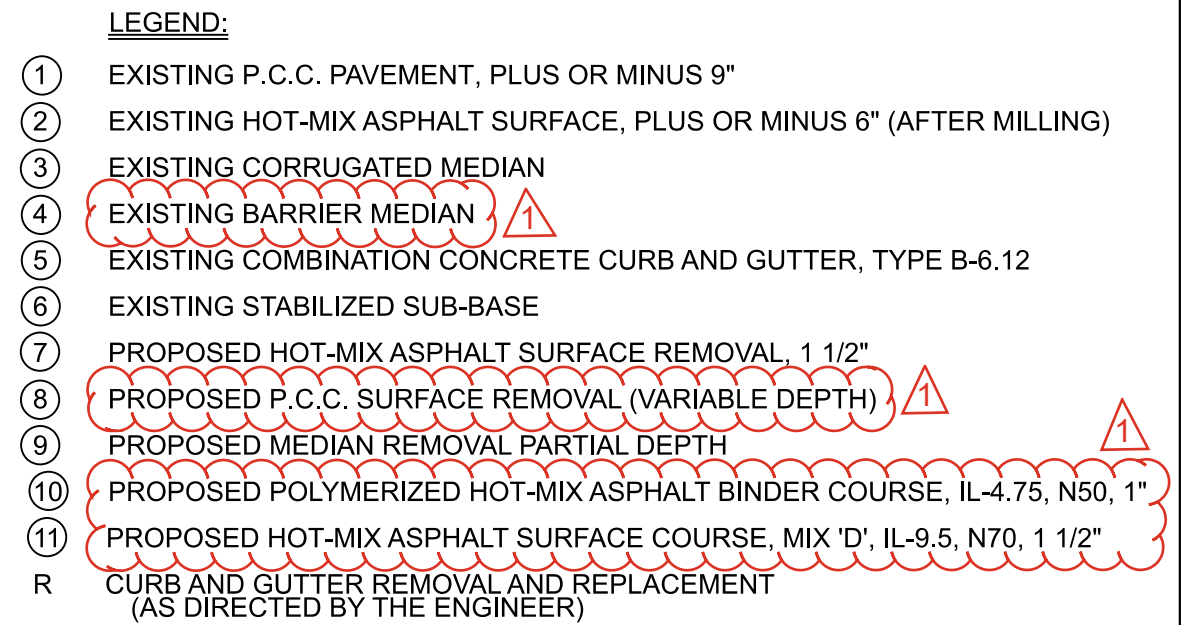 LEGEND:
1 EXISTING P.C.C. PAVEMENT, PLUS OR MINUS 9"
2 EXISTING HOT-MIX ASPHALT SURFACE, PLUS OR MINUS 6" (AFTER MILLING)
3 EXISTING CORRUGATED MEDIAN
4 EXISTING BARRIER MEDIAN 1
5 EXISTING COMBINATION CONCRETE CURB AND GUTTER, TYPE B-6.12
6 EXISTING STABILIZED SUB-BASE
7 PROPOSED HOT-MIX ASPHALT SURFACE REMOVAL, 1 1/2"
8 PROPOSED P.C.C. SURFACE REMOVAL (VARIABLE DEPTH) 1
9 PROPOSED MEDIAN REMOVAL PARTIAL DEPTH 1
10 PROPOSED POLYMERIZED HOT-MIX ASPHALT BINDER COURSE, IL-4.75, N50, 1"
11 PROPOSED HOT-MIX ASPHALT SURFACE COURSE, MIX 'D', IL-9.5, N70, 1 1/2"
R CURB AND GUTTER REMOVAL AND REPLACEMENT
(AS DIRECTED BY THE ENGINEER)